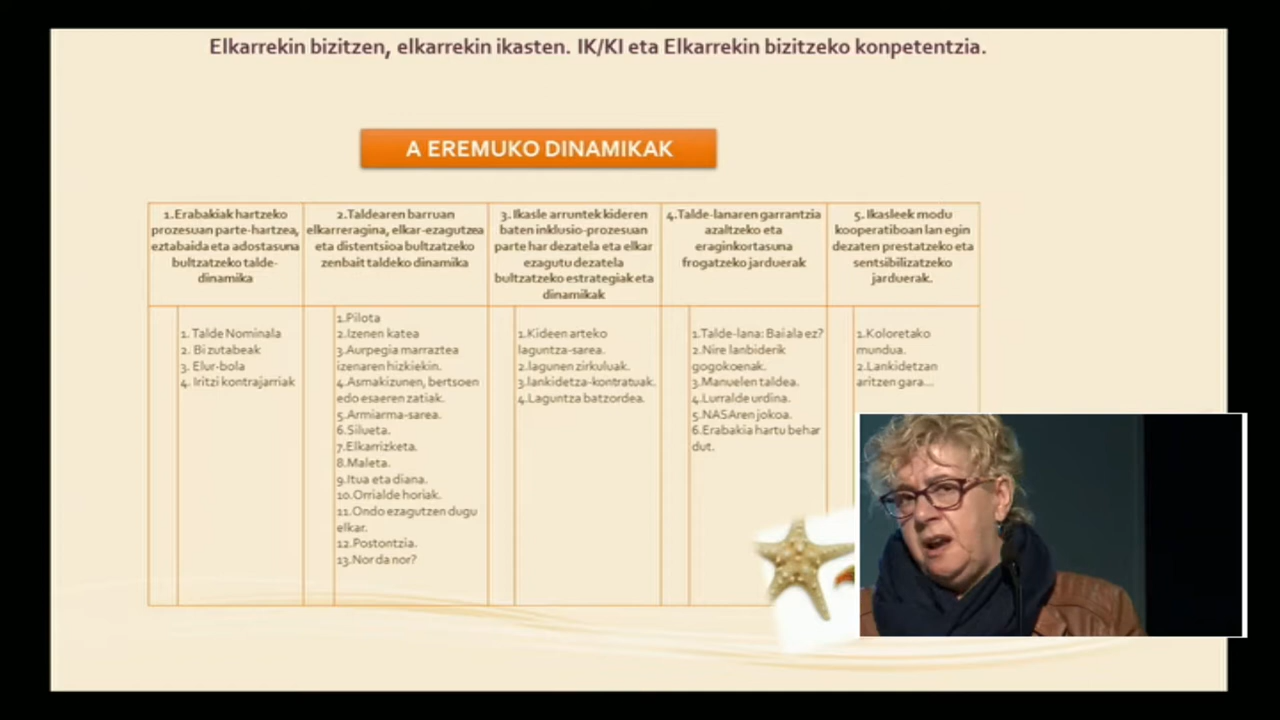 Elkarrekin bizitzen, elkarrekin ikasten. IK/KI eta Elkarrekin bizitzeko konpetentzia.
A EREMUKO DINAMIKAK
1.Erabakiak hartzeko
prozesuan parte-hartzea,
eztabaida eta adostasuna
bultzatzeko talde-
dinamika
2.Taldearen barruan
elkarreragina, elkar-ezagutzea
eta distentsioa bultzatzeko
zenbait taldeko dinamika
3. Ikasle arruntek kideren
baten inklusio-prozesuan
parte har dezatela eta elkar
ezagutu dezatela
bultzatzeko estrategiak eta
dinamikak
4.Talde-lanaren garrantzia
azaltzeko eta
eraginkortasuna
frogatzeko jarduerak
5. Ikasleek modu
kooperatiboan lan egin
dezaten prestatzeko eta
sentsibilizatzeko
jarduerak.
1. Talde Nominala
2. Bi zutabeak
3. Elur-bola
4. Iritzi kontrajarriak
1.Pilota
2.Izenen katea
3.Aurpegia marraztea
izenaren hizkiekin.
4.Asmakizunen, bertsoen
edo esaeren zatiak.
5.Armiarma-sarea.
6.Silueta.
7.Elkarrizketa.
8.Maleta.
9.Itua eta diana.
10.Orrialde horiak.
11.Ondo ezagutzen dugu
elkar.
12.Postontzia.
13.Nor da nor?
1.Kideen arteko
laguntza-sarea.
2.lagunen zirkuluak.
3.lankidetza-kontratuak.
4.Laguntza batzordea.
1.Talde-lana: Bai ala ez?
2.Nire lanbiderik
gogokoenak.
3.Manuelen taldea.
4.Lurralde urdina.
5.NASAren jokoa.
6.Erabakia hartu behar
dut.
1.Koloretako
mundua.
2.Lankidetzan
aritzen gara...